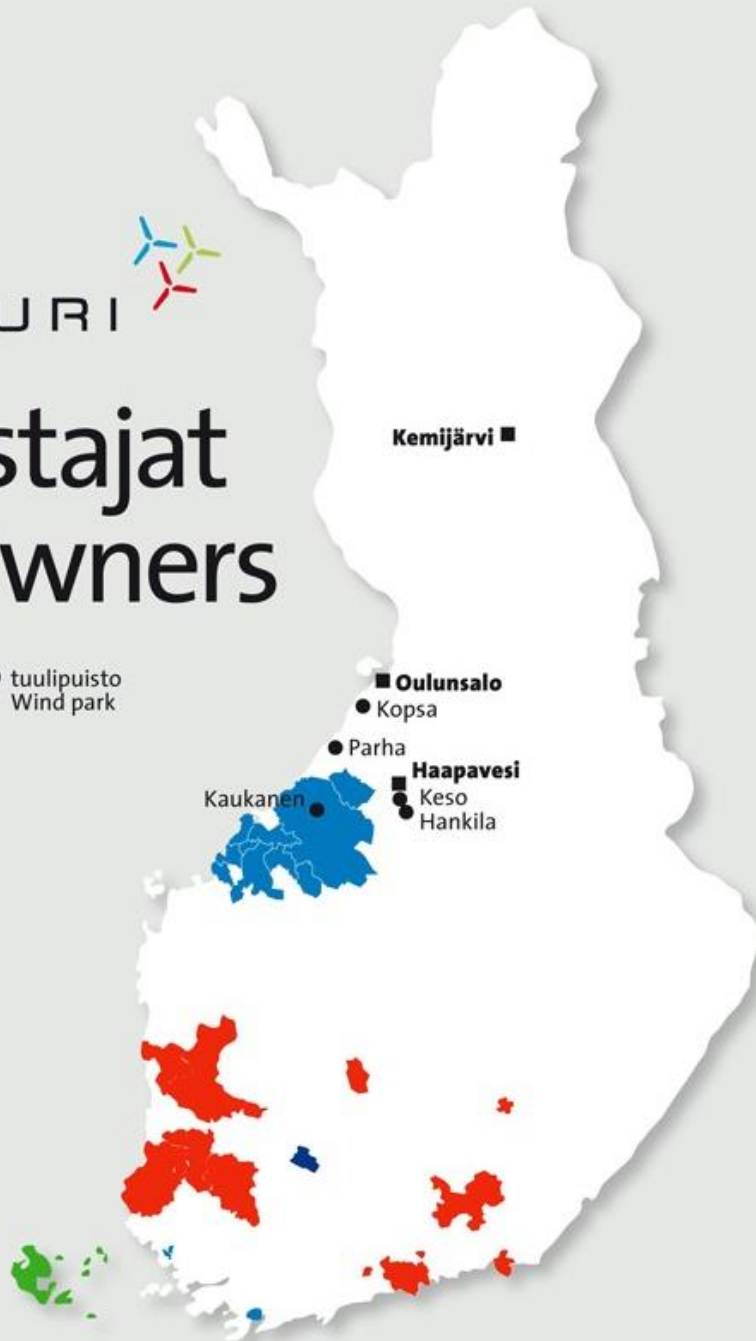 URI
stajat
wners
tuulipuisto
Wind park
Kemijärvi
Oulunsalo
Kopsa
Parha
Haapavesi
Kaukanen
Keso
Hankila